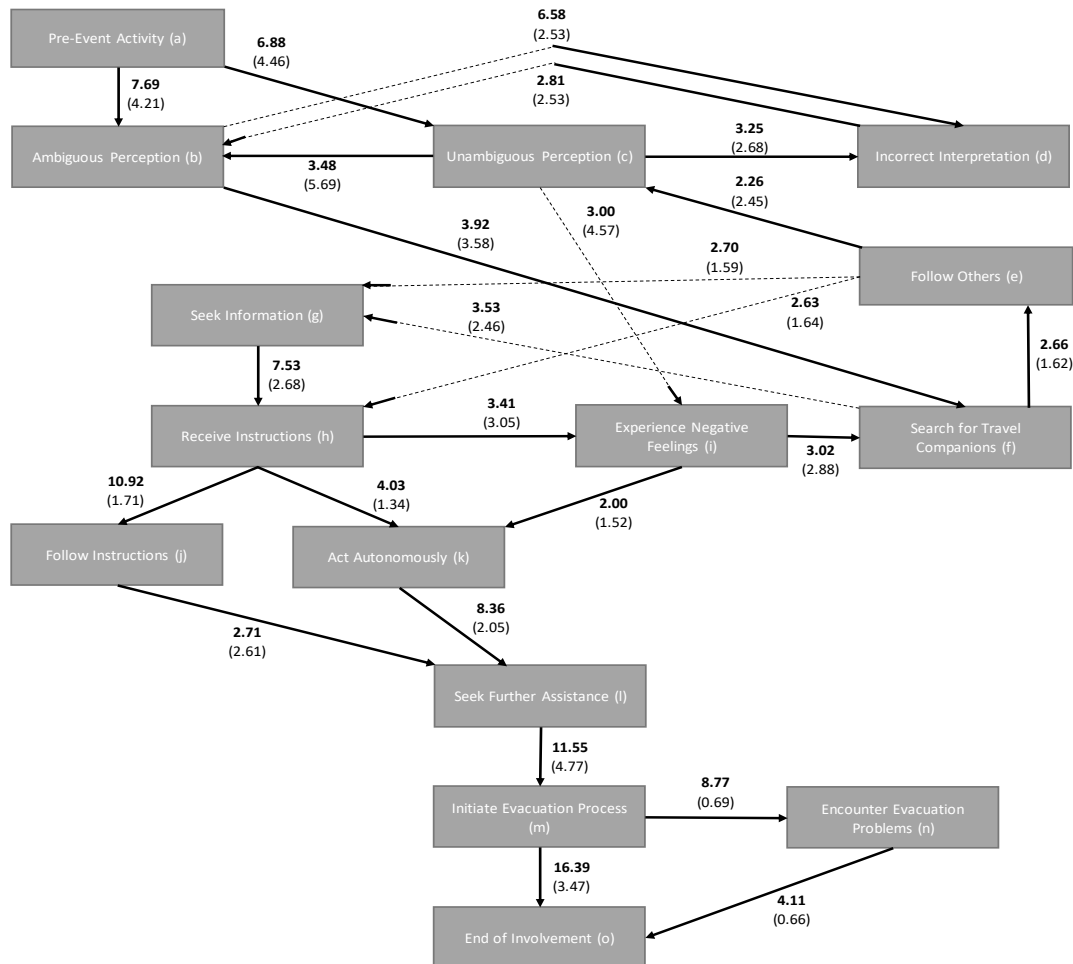 6.58
(2.53)
Pre-Event Activity (a)
6.88
(4.46)
2.81
(2.53)
7.69
(4.21)
Ambiguous Perception (b)
Unambiguous Perception (c)
Incorrect Interpretation (d)
3.25
(2.68)
3.48
(5.69)
2.26
(2.45)
3.92
(3.58)
3.00
(4.57)
2.70
(1.59)
Follow Others (e)
Seek Information (g)
3.53
(2.46)
2.63
(1.64)
2.66
(1.62)
7.53
(2.68)
Receive Instructions (h)
3.41
(3.05)
Experience Negative
Feelings (i)
3.02
(2.88)
Search for Travel
Companions (f)
10.92
(1.71)
4.03
(1.34)
2.00
(1.52)
Follow Instructions (j)
Act Autonomously (k)
2.71
(2.61)
8.36
(2.05)
Seek Further Assistance (l)
11.55
(4.77)
Initiate Evacuation Process
(m)
8.77
(0.69)
Encounter Evacuation
Problems (n)
16.39
(3.47)
4.11
(0.66)
End of Involvement (o)